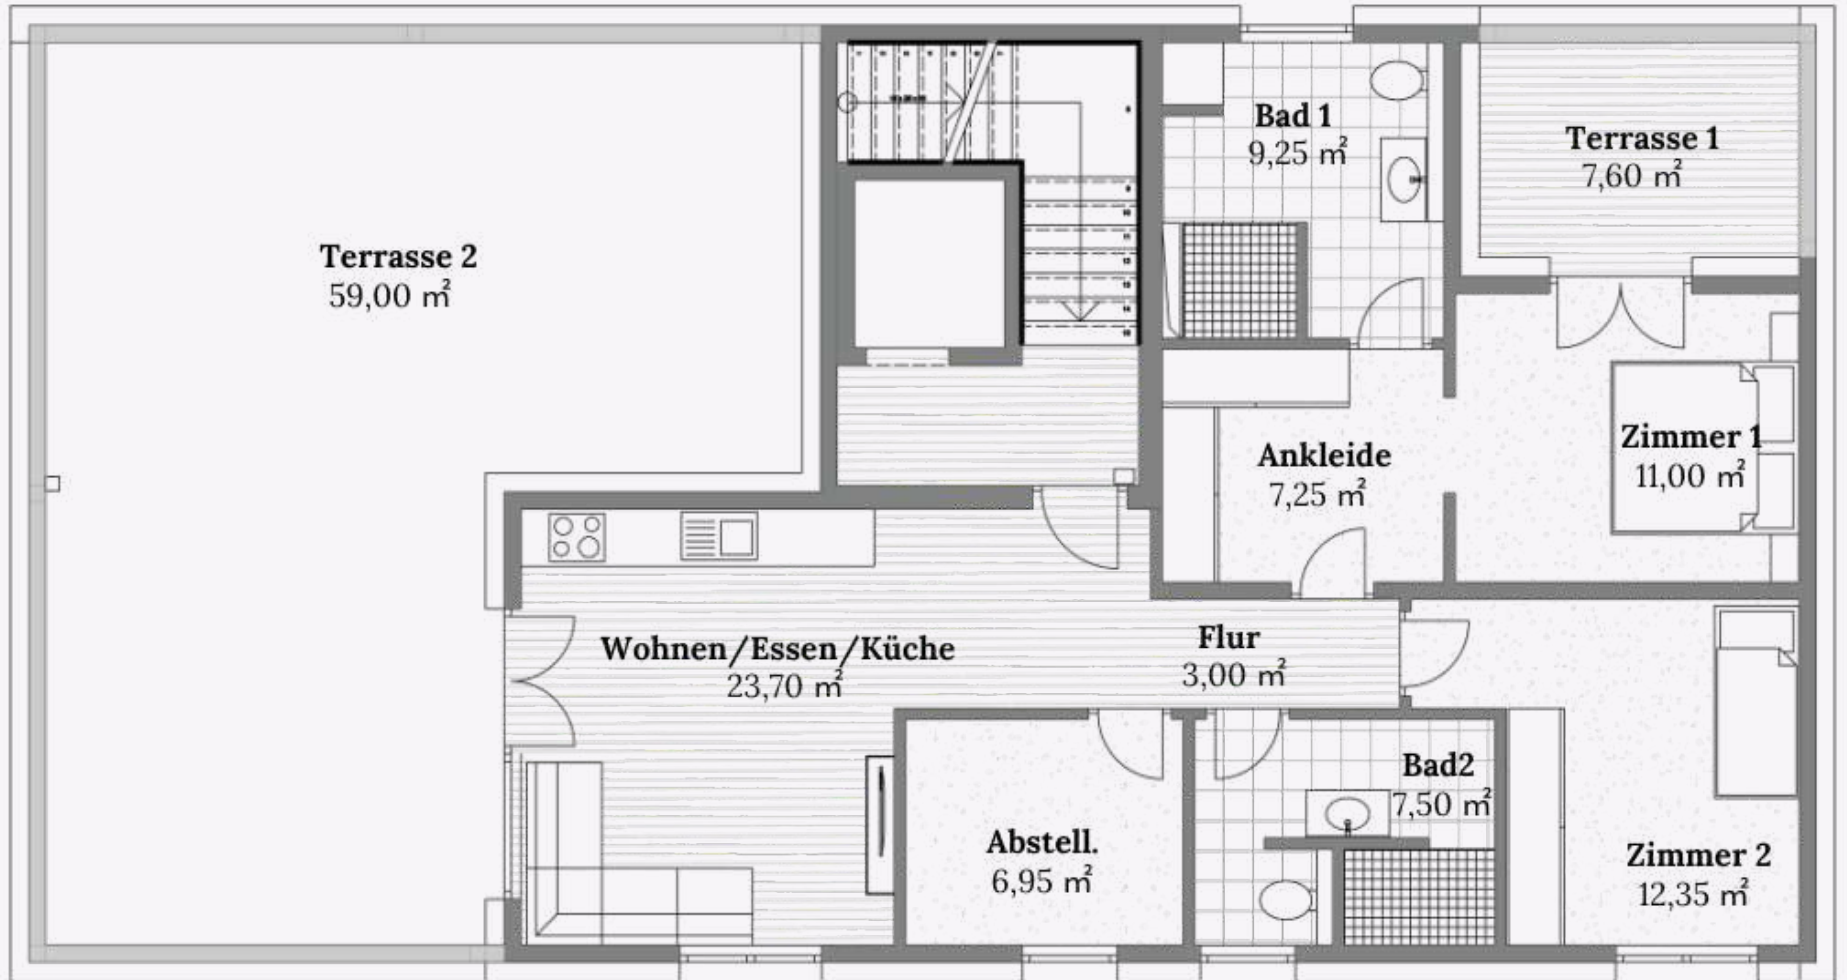 Bad 1
9,25 m²
Terrasse 1
7,60 m²
Terrasse 2
59,00 m²
Zimmer 1
11,00 m²
Ankleide
7,25 m²
Wohnen/Essen/Küche
23,70 m²
Flur
3,00 m²
Bad2
7,50 m²
Abstell.
6,95 m²
Zimmer 2
12,35 m²